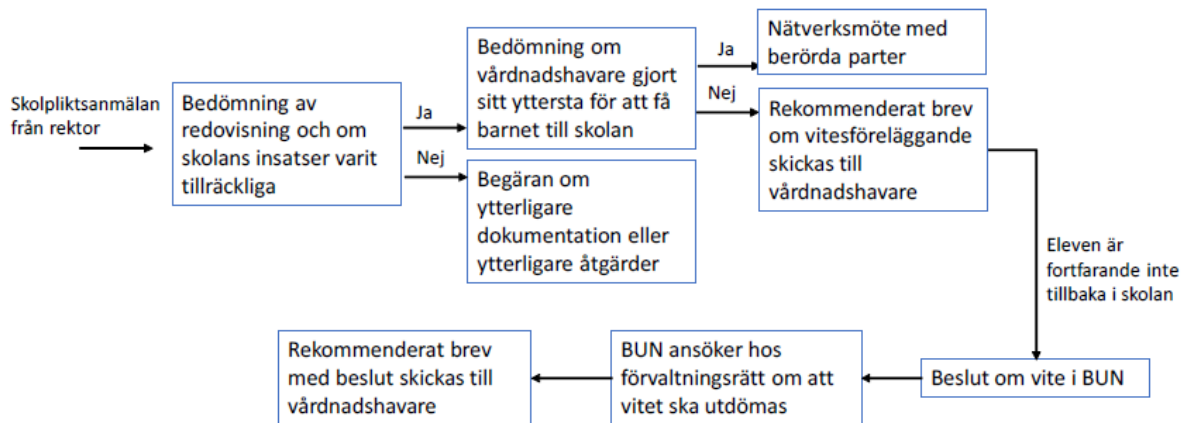 Skolpliktsanmälan
från rektor
Bedömning av
redovisning och om
skolans insatser varit
tillräckliga
Ja
Nej
Bedömning om
vårdnadshavare gjort
sitt yttersta för att få
barnet till skolan
Begäran om
ytterligare
dokumentation eller
ytterligare åtgärder
Ja
Nej
Nätverksmöte med
berörda parter
Rekommenderat brev
om vitesföreläggande
skickas till
vårdnadshavare
Eleven är
fortfarande inte
tillbaka i skolan
Beslut om vite i BUN
BUN ansöker hos
förvaltningsrätt om att
vitet ska utdömas
Rekommenderat brev
med beslut skickas till
vårdnadshavare